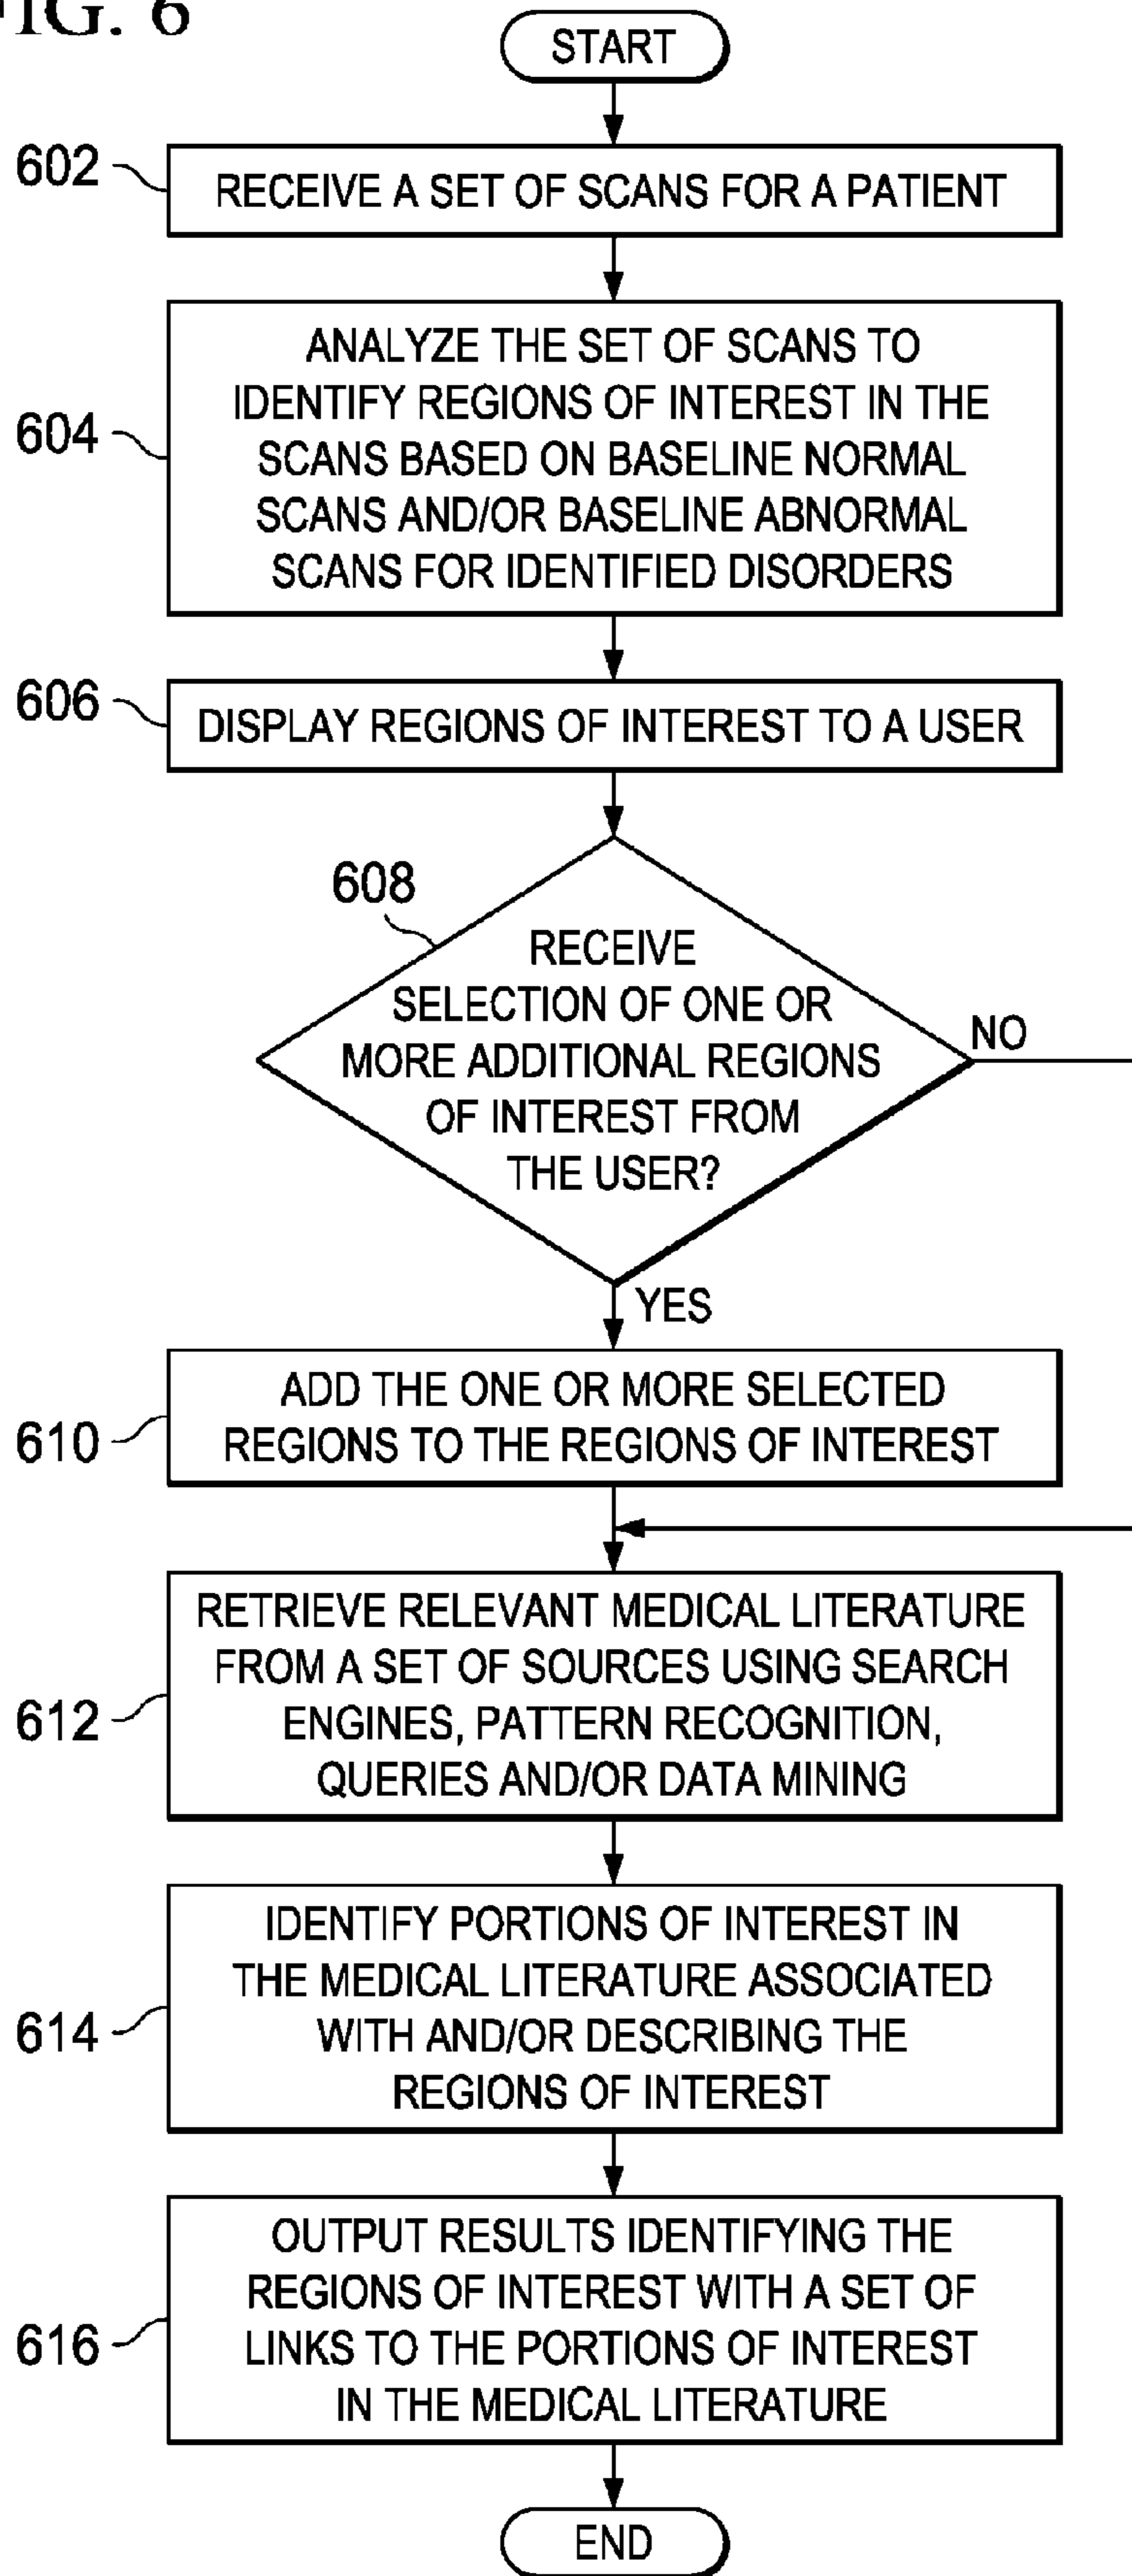 FIG. 6
START
602
RECEIVE A SET OF SCANS FOR A PATIENT
604
ANALYZE THE SET OF SCANS TO
IDENTIFY REGIONS OF INTEREST IN THE
SCANS BASED ON BASELINE NORMAL
SCANS AND/OR BASELINE ABNORMAL
SCANS FOR IDENTIFIED DISORDERS
606
DISPLAY REGIONS OF INTEREST TO A USER
608
RECEIVE
SELECTION OF ONE OR
MORE ADDITIONAL REGIONS
OF INTEREST FROM
THE USER?
NO
YES
610
ADD THE ONE OR MORE SELECTED
REGIONS TO THE REGIONS OF INTEREST
612
RETRIEVE RELEVANT MEDICAL LITERATURE
FROM A SET OF SOURCES USING SEARCH
ENGINES, PATTERN RECOGNITION,
QUERIES AND/OR DATA MINING
614
IDENTIFY PORTIONS OF INTEREST IN
THE MEDICAL LITERATURE ASSOCIATED
WITH AND/OR DESCRIBING THE
REGIONS OF INTEREST
616
OUTPUT RESULTS IDENTIFYING THE
REGIONS OF INTEREST WITH A SET OF
LINKS TO THE PORTIONS OF INTEREST
IN THE MEDICAL LITERATURE
END